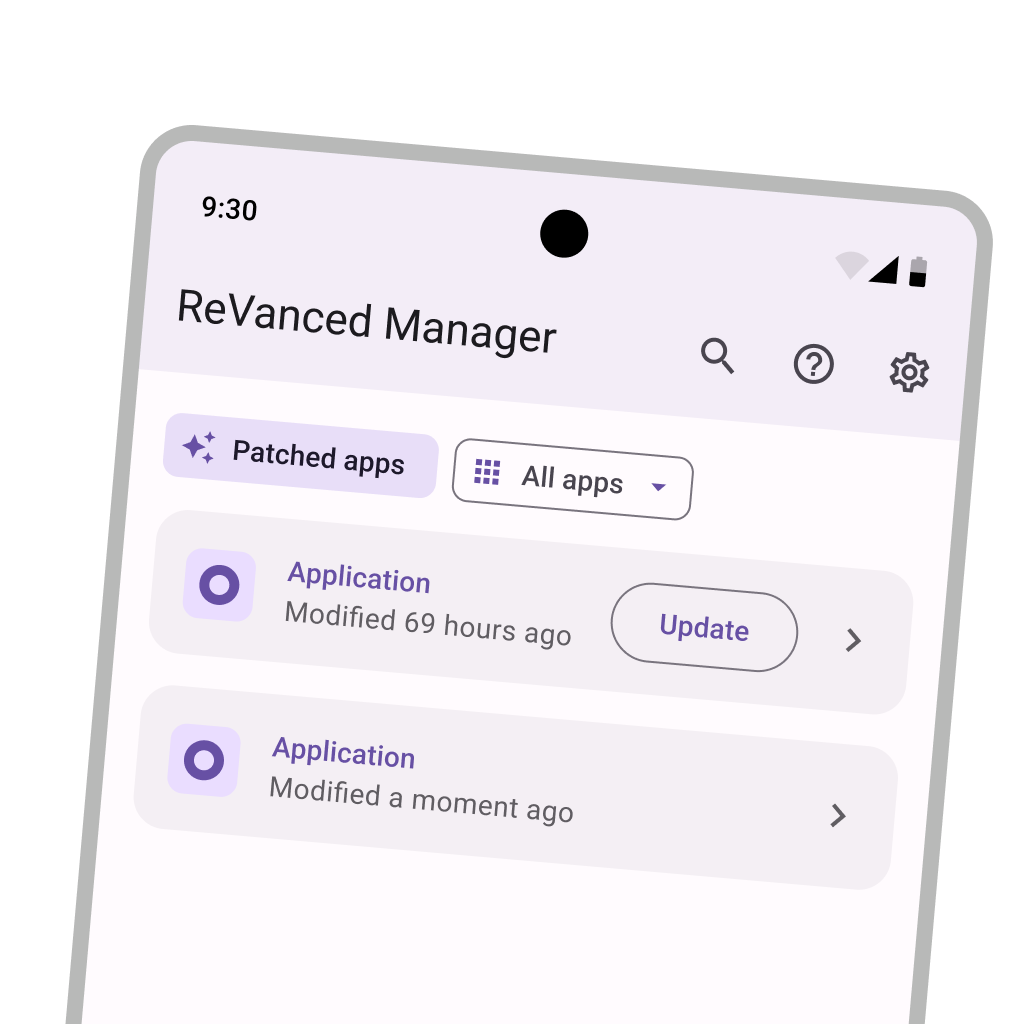 9:30
ReVanced Manager
Patched apps
All apps
Application
Modified 69 hours ago
Update
Application
Modified a moment ago